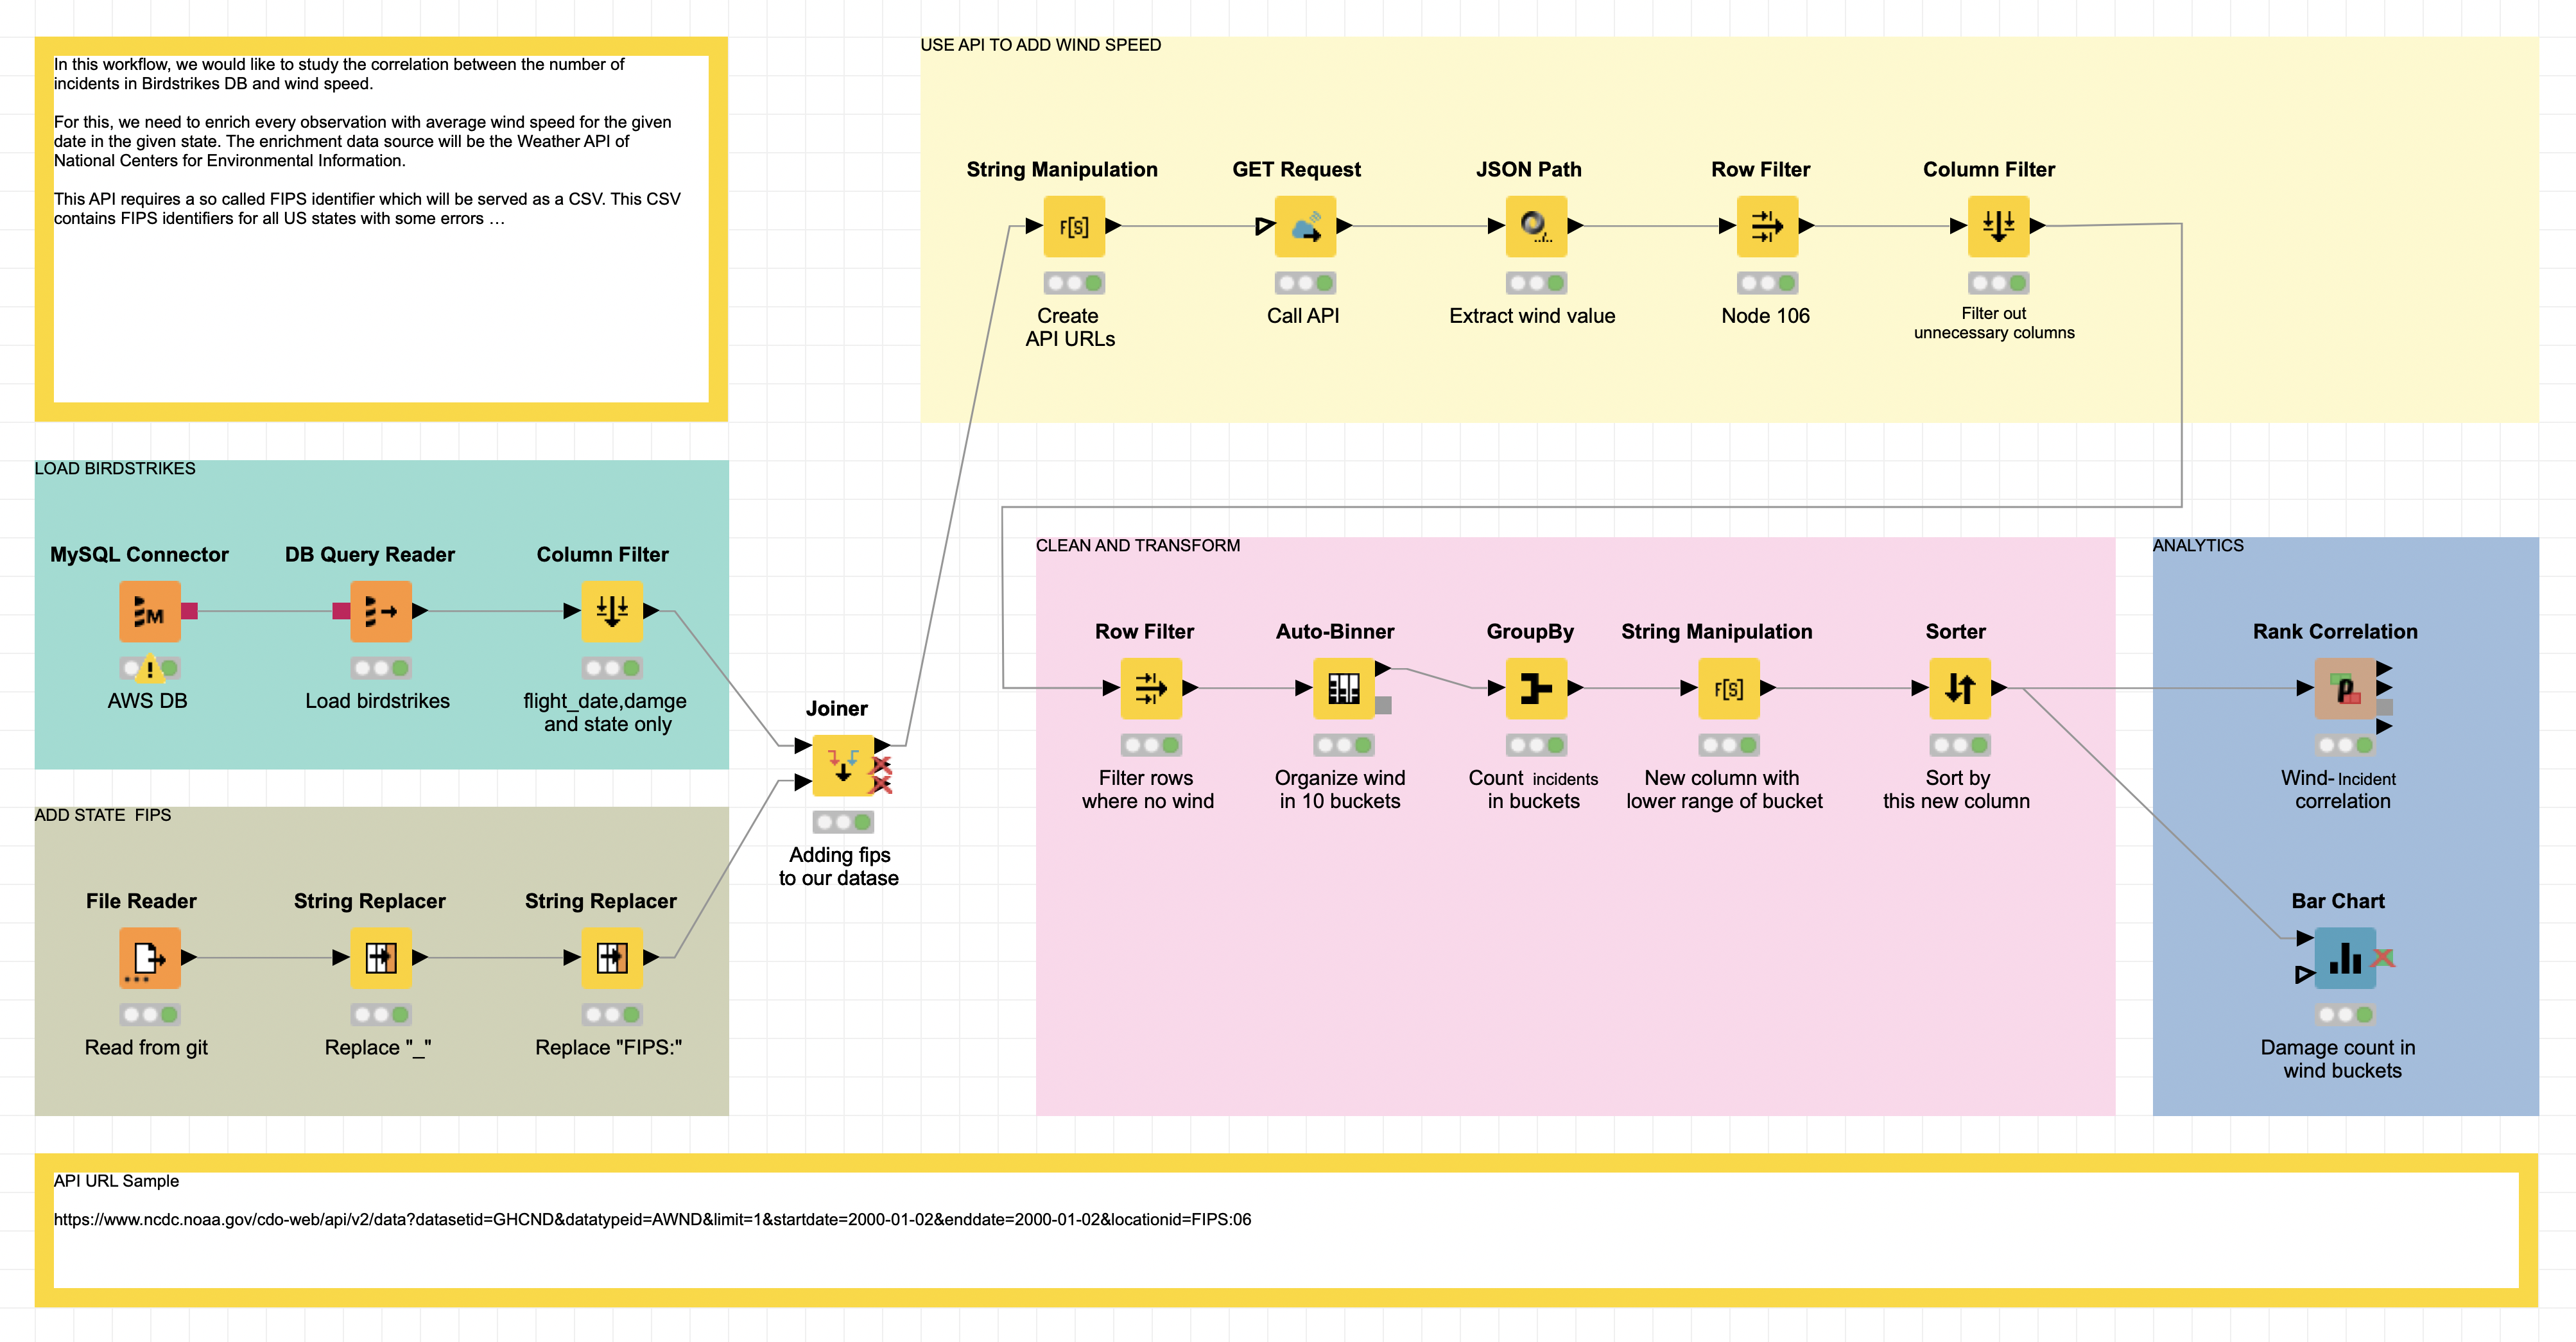 In this workflow, we would like to study the correlation between the number of
incidents in Birdstrikes DB and wind speed.
For this, we need to enrich every observation with average wind speed for the given
date in the given state. The enrichment data source will be the Weather API of
National Centers for Environmental Information.
This API requires a so called FIPS identifier which will be served as a CSV. This CSV
contains FIPS identifiers for all US states with some errors …
USE API TO ADD WIND SPEED
String Manipulation
GET Request
JSON Path
Row Filter
Column Filter
F[S]
Create
API URLs
Call API
Extract wind value
Node 106
Filter out
unnecessary columns
LOAD BIRDSTRIKES
MySQL Connector
DB Query Reader
Column Filter
M
AWS DB
Load birdstrikes
flight_date,damge
and state only
Joiner
Adding fips
to our datase
ADD STATE  FIPS
File Reader
String Replacer
String Replacer
Read from git
Replace "_"
Replace "FIPS:"
CLEAN AND TRANSFORM
Row Filter
Auto-Binner
GroupBy
String Manipulation
Sorter
F[S]
Filter rows
where no wind
Organize wind
in 10 buckets
Count incidents
in buckets
New column with
lower range of bucket
Sort by
this new column
ANALYTICS
Rank Correlation
ρ
Wind- Incident
correlation
Bar Chart
Damage count in
wind buckets
API URL Sample
https://www.ncdc.noaa.gov/cdo-web/api/v2/data?datasetid=GHCND&datatypeid=AWND&limit=1&startdate=2000-01-02&enddate=2000-01-02&locationid=FIPS:06